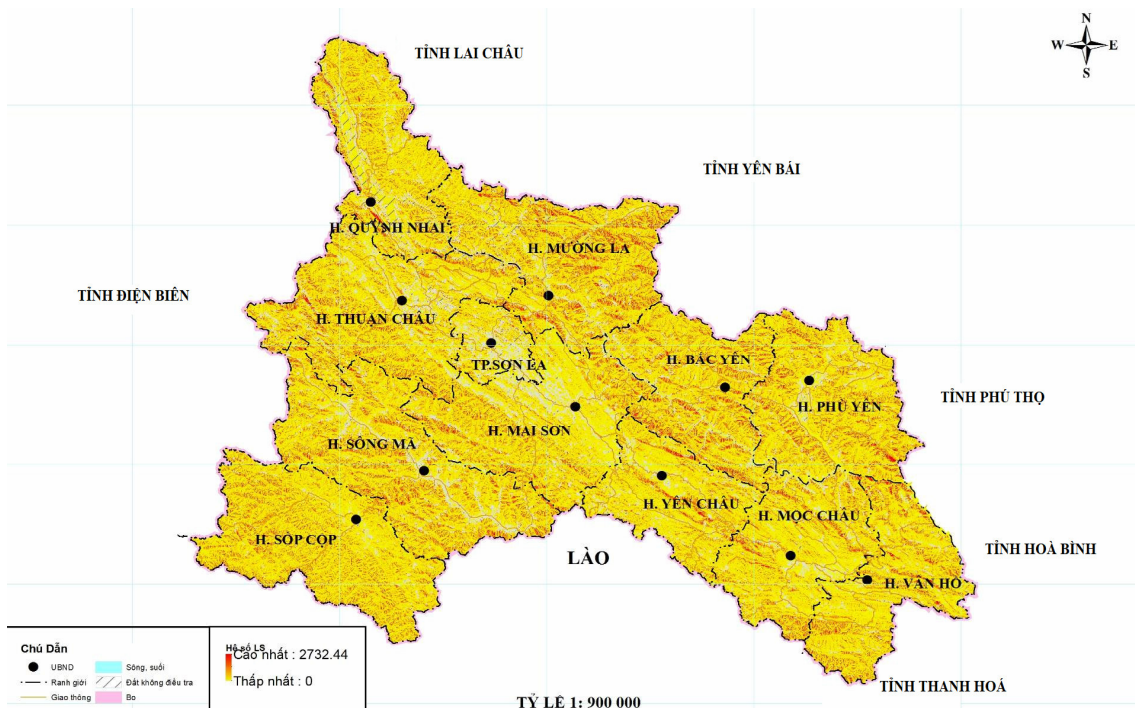 N
TỈNH LAI CHÂU
W E
S
TỈNH YÊN BÁI
H. QUỲNH NHAI
H. MƯỜNG LA
TỈNH ĐIỆN BIÊN
H. THUẬN CHÂU
TP.SƠN LA
H. BẮC YÊN
TỈNH PHÚ THỌ
H. PHÙ YÊN
H. MAI SƠN
H. SÔNG MÃ
H. YÊN CHÂU
H. MỘC CHÂU
H. SỐP CỘP
TỈNH HOÀ BÌNH
LÀO
H. VÂN HỒ
TỈNH THANH HOÁ
Chú Dẫn
UBND
Sông, suối
Ranh giới
Đất không điều tra
Giao thông
Bo
Hệ số LS
Cao nhất : 2732.44
Thấp nhất : 0
TỶ LỆ 1: 900 000